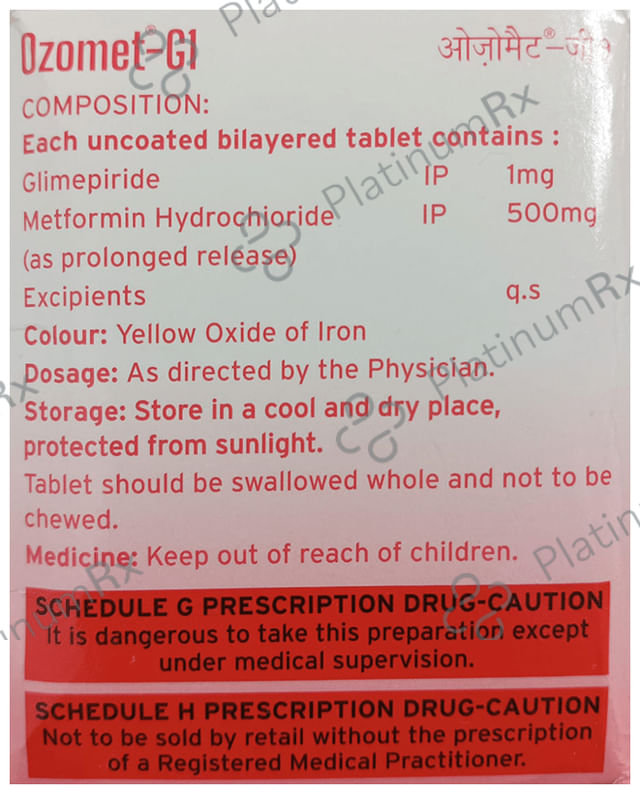 Ozomet®-G1
ओज़ोमैट®-जी १
COMPOSITION:
Each uncoated bilayered tablet contains :
Glimepiride IP 1mg
Metformin Hydrochloride IP 500mg
(as prolonged release)
Excipients q.s
Colour: Yellow Oxide of Iron
Dosage: As directed by the Physician.
Storage: Store in a cool and dry place,
protected from sunlight.
Tablet should be swallowed whole and not to be
chewed.
Medicine: Keep out of reach of children.
SCHEDULE G PRESCRIPTION DRUG-CAUTION
It is dangerous to take this preparation except
under medical supervision.
SCHEDULE H PRESCRIPTION DRUG-CAUTION
Not to be sold by retail without the prescription
of a Registered Medical Practitioner.
PlatinumRx
PlatinumRx